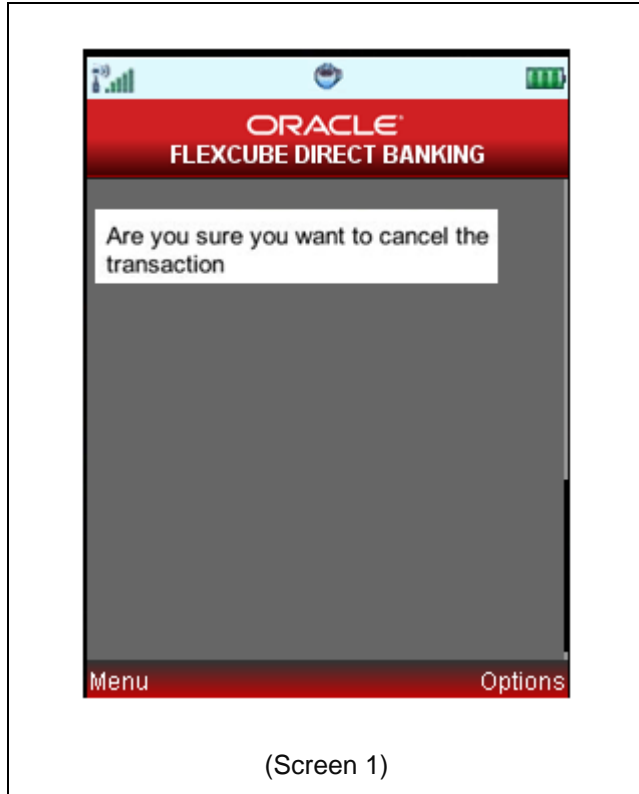 ORACLE®
FLEXCUBE DIRECT BANKING
Are you sure you want to cancel the
transaction
Menu Options
(Screen 1)